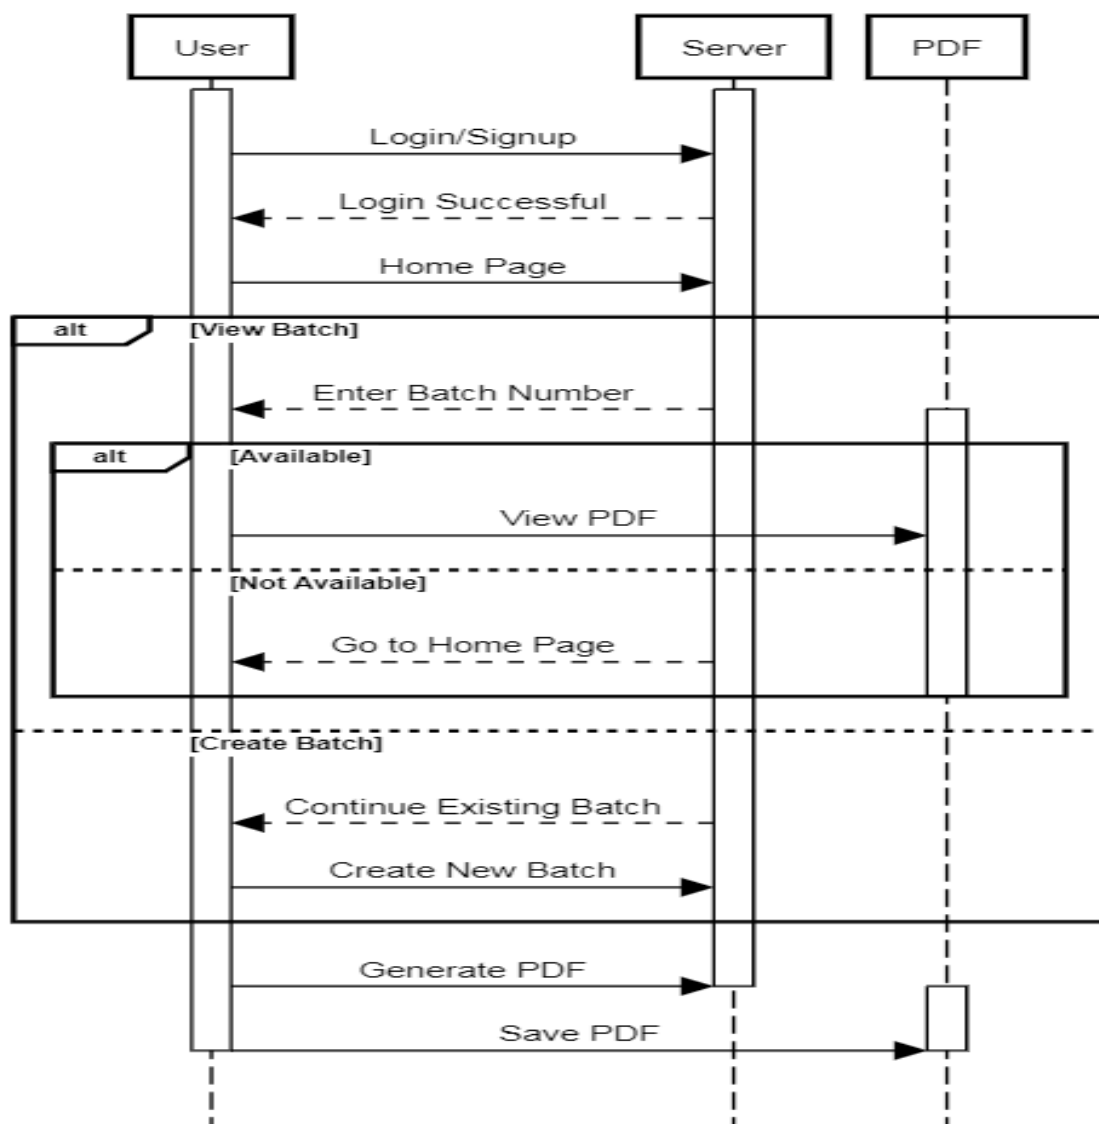 User
Server
PDF
Login/Signup
Login Successful
Home Page
alt
[View Batch]
Enter Batch Number
alt
[Available]
View PDF
[Not Available]
Go to Home Page
[Create Batch]
Continue Existing Batch
Create New Batch
Generate PDF
Save PDF